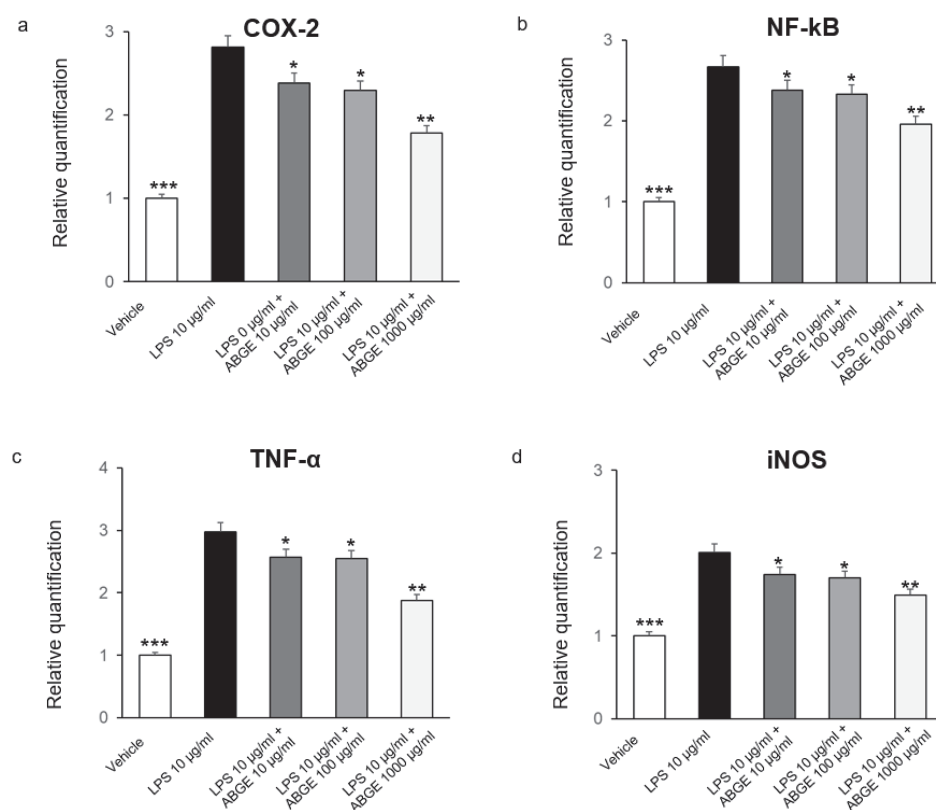 a
COX-2
Relative quantification
3
2
1
0
***
*
*
**
Vehicle
LPS 10 µg/ml
LPS 0 µg/ml +
ABGE 10 µg/ml
LPS 10 µg/ml +
ABGE 100 µg/ml
LPS 10 µg/ml +
ABGE 1000 µg/ml
b
NF-kB
Relative quantification
3
2
1
0
***
*
*
**
Vehicle
LPS 10 µg/ml
LPS 10 µg/ml +
ABGE 10 µg/ml
LPS 10 µg/ml +
ABGE 100 µg/ml
LPS 10 µg/ml +
ABGE 1000 µg/ml
c
TNF-α
Relative quantification
4
3
2
1
0
***
*
*
**
Vehicle
LPS 10 µg/ml
LPS 10 µg/ml +
ABGE 10 µg/ml
LPS 10 µg/ml +
ABGE 100 µg/ml
LPS 10 µg/ml +
ABGE 1000 µg/ml
d
iNOS
Relative quantification
3
2
1
0
***
*
*
**
Vehicle
LPS 10 µg/ml
LPS 10 µg/ml +
ABGE 10 µg/ml
LPS 10 µg/ml +
ABGE 100 µg/ml
LPS 10 µg/ml +
ABGE 1000 µg/ml